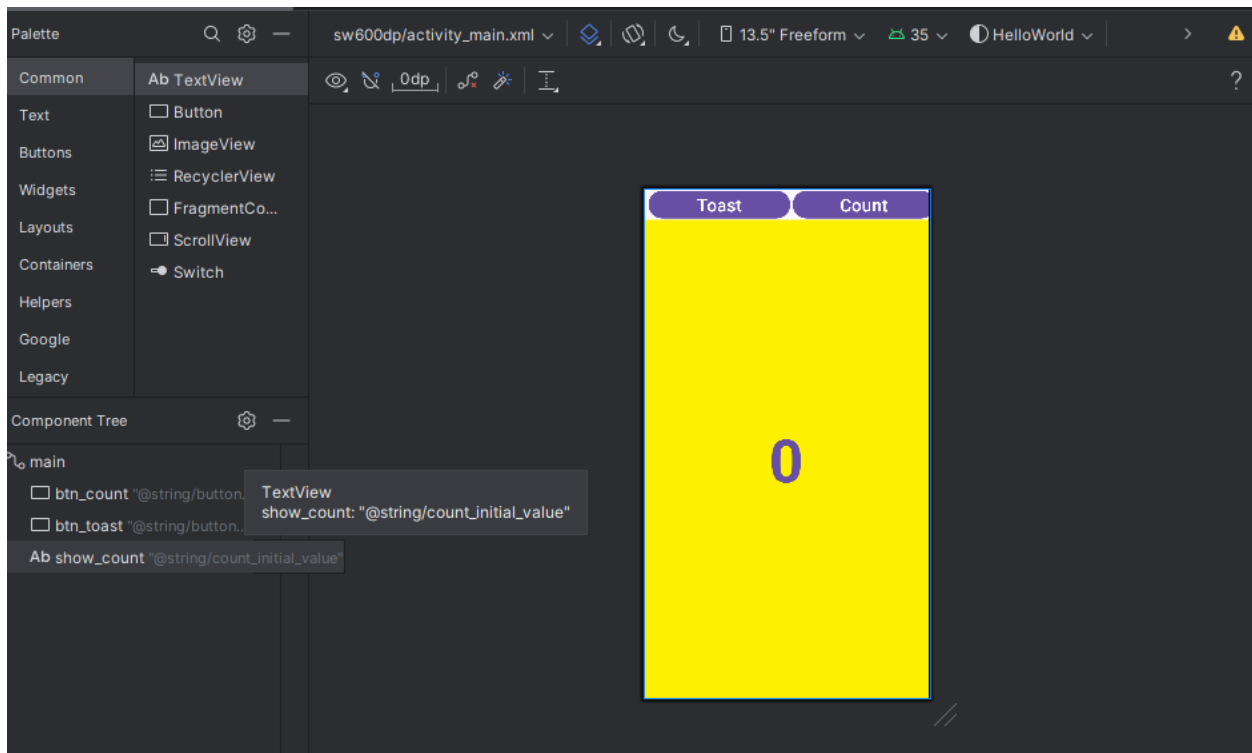 Palette
sw600dp/activity_main.xml
13.5" Freeform
35
HelloWorld
Common
Text
Buttons
Widgets
Layouts
Containers
Helpers
Google
Legacy
Ab TextView
Button
ImageView
RecyclerView
FragmentCo...
ScrollView
Switch
0dp
?
Toast
Count
0
Component Tree
main
btn_count "@string/button...
btn_toast "@string/button...
Ab show_count "@string/count_initial_value"
TextView
show_count: "@string/count_initial_value"